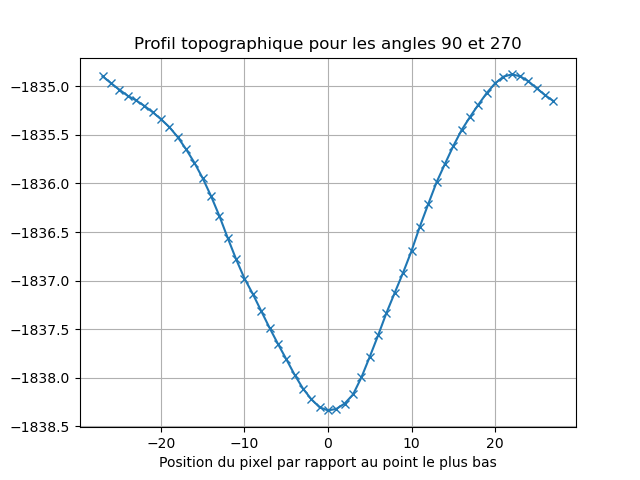 Profil topographique pour les angles 90 et 270
−1835.0
−1835.5
−1836.0
−1836.5
−1837.0
−1837.5
−1838.0
−1838.5
−20 −10 0 10 20
Position du pixel par rapport au point le plus bas